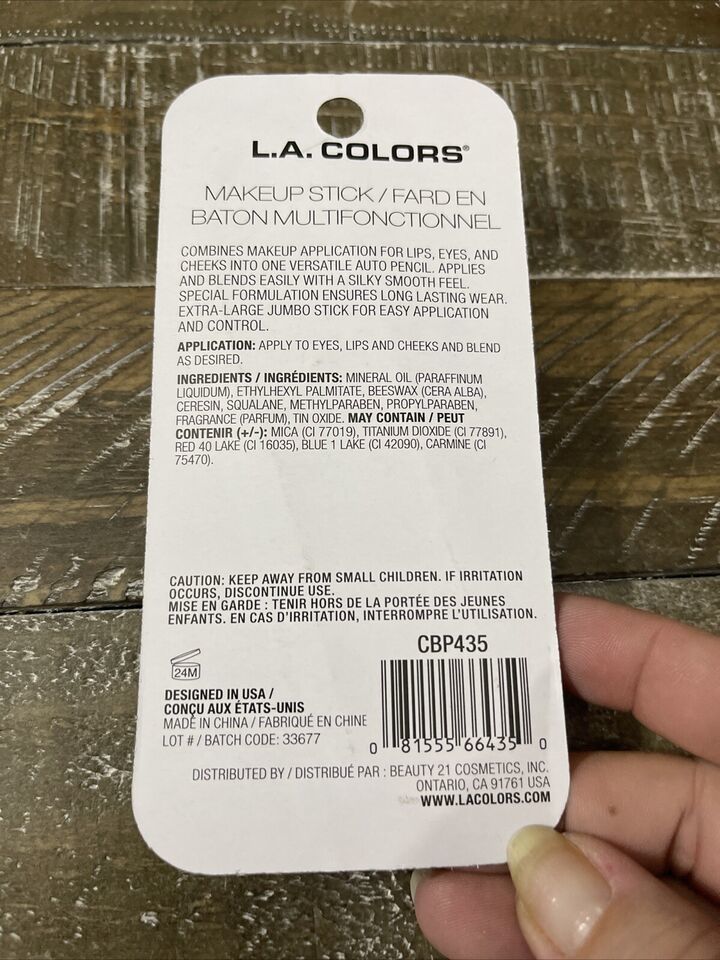 L.A. COLORS®
MAKEUP STICK / FARD EN
BATON MULTIFONCTIONNEL
COMBINES MAKEUP APPLICATION FOR LIPS, EYES, AND
CHEEKS INTO ONE VERSATILE AUTO PENCIL. APPLIES
AND BLENDS EASILY WITH A SILKY SMOOTH FEEL.
SPECIAL FORMULATION ENSURES LONG LASTING WEAR.
EXTRA-LARGE JUMBO STICK FOR EASY APPLICATION
AND CONTROL.
APPLICATION: APPLY TO EYES, LIPS AND CHEEKS AND BLEND
AS DESIRED.
INGREDIENTS / INGRÉDIENTS: MINERAL OIL (PARAFFINUM
LIQUIDUM), ETHYLHEXYL PALMITATE, BEESWAX (CERA ALBA),
CERESIN, SQUALANE, METHYLPARABEN, PROPYLPARABEN,
FRAGRANCE (PARFUM), TIN OXIDE. MAY CONTAIN / PEUT
CONTENIR (+/-): MICA (CI 77019), TITANIUM DIOXIDE (CI 77891),
RED 40 LAKE (CI 16035), BLUE 1 LAKE (CI 42090), CARMINE (CI
75470).
CAUTION: KEEP AWAY FROM SMALL CHILDREN. IF IRRITATION
OCCURS, DISCONTINUE USE.
MISE EN GARDE : TENIR HORS DE LA PORTÉE DES JEUNES
ENFANTS. EN CAS D'IRRITATION, INTERROMPRE L'UTILISATION.
CBP435
24M
DESIGNED IN USA /
CONÇU AUX ÉTATS-UNIS
MADE IN CHINA / FABRIQUÉ EN CHINE
LOT # / BATCH CODE: 33677
0 81555 66435 0
DISTRIBUTED BY / DISTRIBUÉ PAR : BEAUTY 21 COSMETICS, INC.
ONTARIO, CA 91761 USA
WWW.LACOLORS.COM